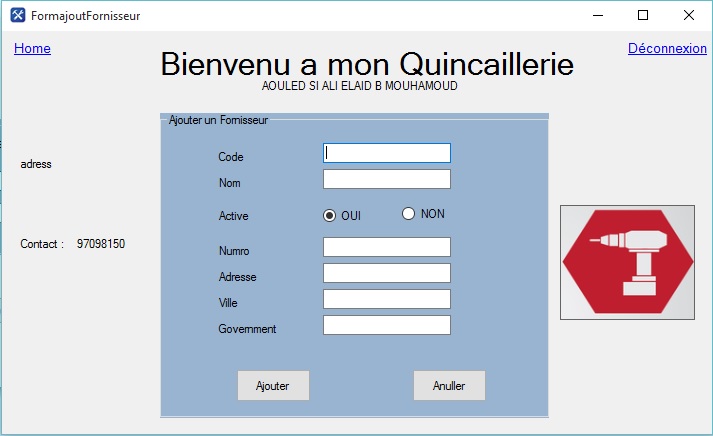 FormajoutFornisseur
Home
Déconnexion
Bienvenu a mon Quincaillerie
AOULED SI ALI ELAID B MOUHAMOUD
Ajouter un Fornisseur
Code
Nom
Active OUI NON
Numro
Adresse
Ville
Government
Ajouter Anuller
adress
Contact : 97098150